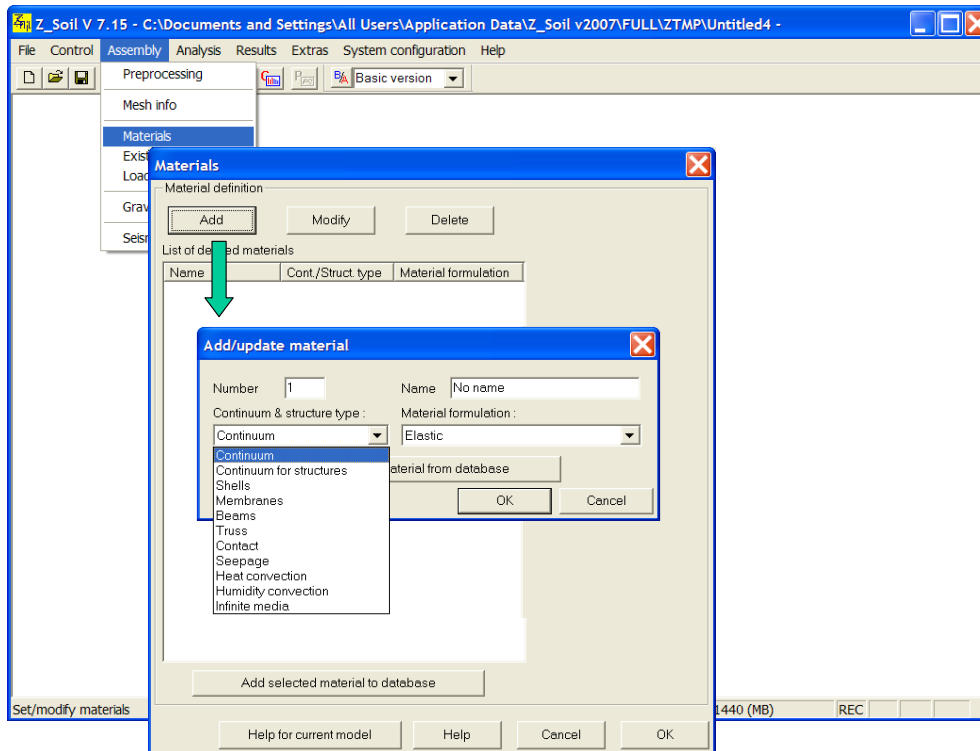 Z_Soil V 7.15 - C:\Documents and Settings\All Users\Application Data\Z_Soil v2007\FULL\ZTMP\Untitled4 -
File Control Assembly Analysis Results Extras System configuration Help
Basic version
Preprocessing
Mesh info
Materials
Exist
Load
Grav
Seisr
Materials
Material definition
Add Modify Delete
List of defined materials
Name Cont./Struct. type Material formulation
Add/update material
Number 1 Name No name
Continuum & structure type : Material formulation :
Continuum Elastic
Continuum
Continuum for structures
Shells
Membranes
Beams
Truss
Contact
Seepage
Heat convection
Humidity convection
Infinite media
aterial from database
OK Cancel
Add selected material to database
Set/modify materials 1440 (MB) REC
Help for current model Help Cancel OK